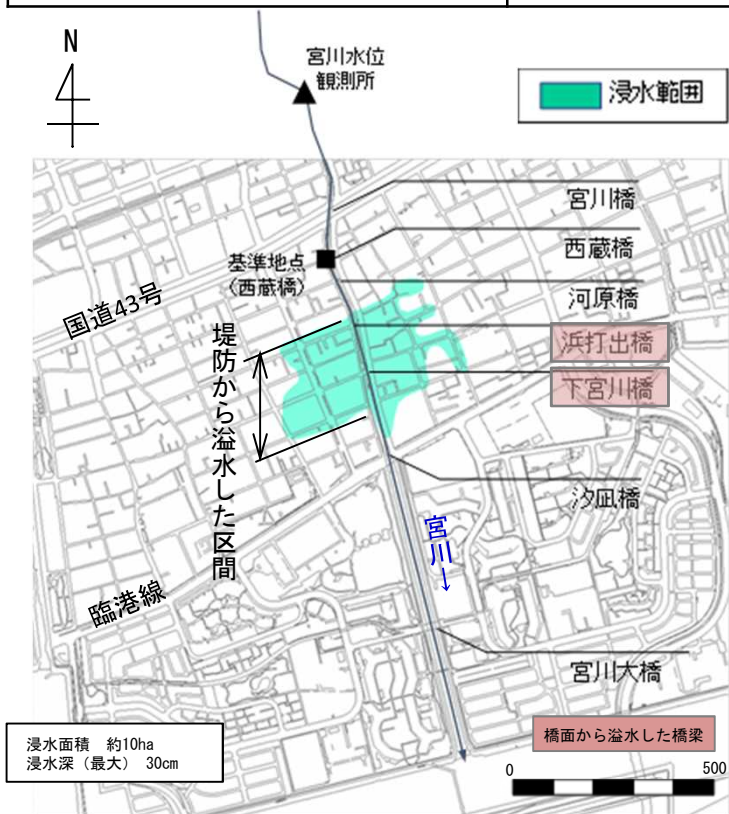 N
宮川水位
観測所
浸水範囲
宮川橋
西蔵橋
基準地点
(西蔵橋)
河原橋
国道43号
浜打出橋
下宮川橋
堤防から溢水した区間
汐凪橋
宮川→
臨港線
宮川大橋
橋面から溢水した橋梁
浸水面積 約10ha
浸水深（最大） 30cm
0 500